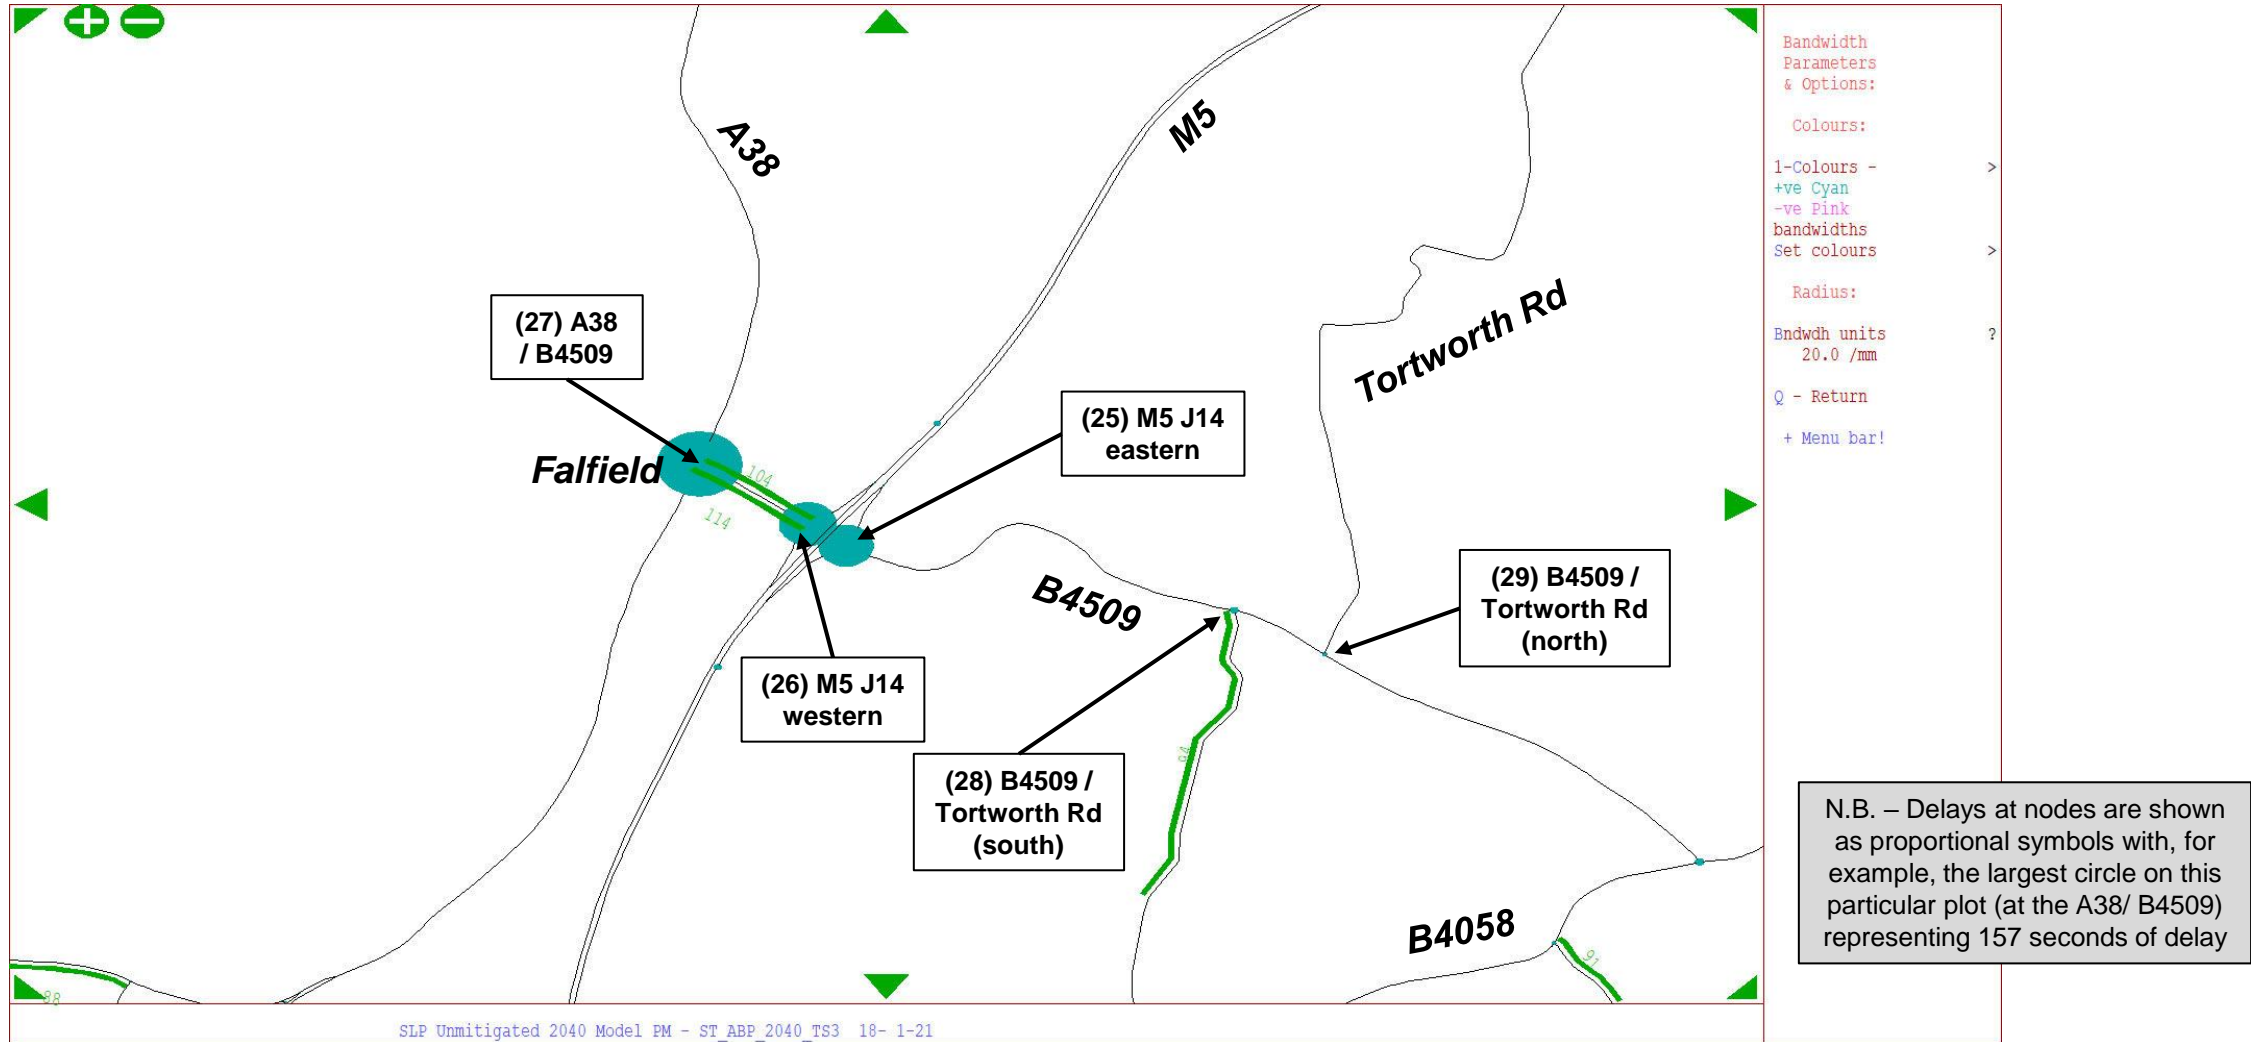 A38
M5
Tortworth Rd
(27) A38
/ B4509
(25) M5 J14
eastern
Falfield
104
114
B4509
(29) B4509 /
Tortworth Rd
(north)
(26) M5 J14
western
(28) B4509 /
Tortworth Rd
(south)
94
B4058
91
88
SLP Unmitigated 2040 Model PM - ST_ABP_2040_TS3 18- 1-21
Bandwidth
Parameters
& Options:
Colours:
1-Colours - >
+ve Cyan
-ve Pink
bandwidths
Set colours >
Radius:
Bndwdh units ?
20.0 /mm
Q - Return
+ Menu bar!
N.B. – Delays at nodes are shown
as proportional symbols with, for
example, the largest circle on this
particular plot (at the A38/ B4509)
representing 157 seconds of delay